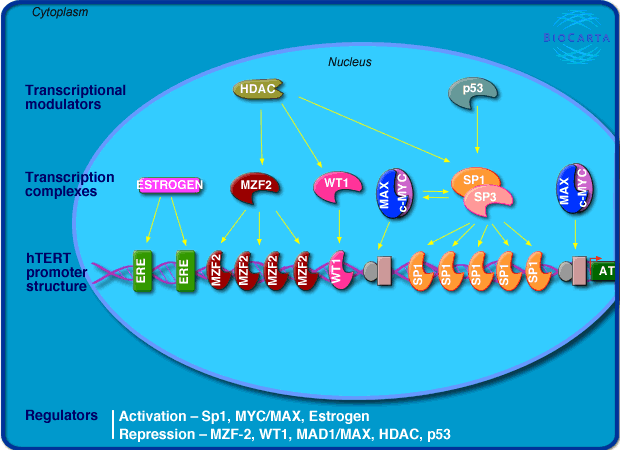 Cytoplasm
BIOCARTA
Nucleus
Transcriptional
modulators
HDAC
p53
Transcription
complexes
ESTROGEN
MZF2
WT1
MAX
c-MYC
SP1
SP3
MAX
c-MYC
hTERT
promoter
structure
ERE
ERE
MZF2
MZF2
MZF2
MZF2
WT1
SP1
SP1
SP1
SP1
SP1
AT
Regulators
Activation – Sp1, MYC/MAX, Estrogen
Repression – MZF-2, WT1, MAD1/MAX, HDAC, p53